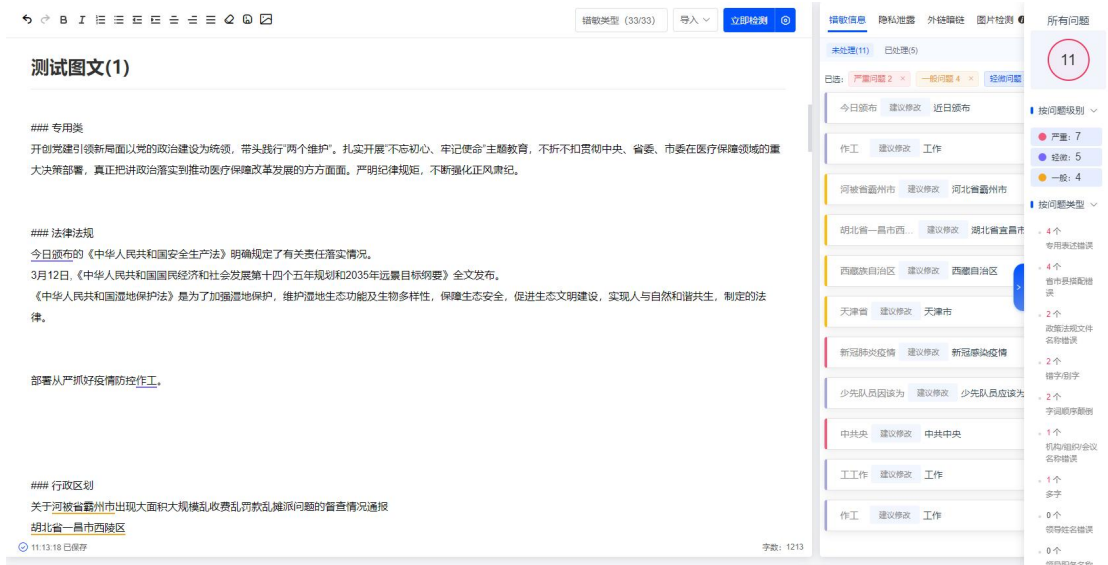 错敏类型（33/33）
导入
立即检测
测试图文(1)
### 专用类
开创党建引领新局面以党的政治建设为统领，带头践行"两个维护"。扎实开展"不忘初心、牢记使命"主题教育，不折不扣贯彻中央、省委、市委在医疗保障领域的重
大决策部署，真正把讲政治落实到推动医疗保障改革发展的方方面面。严明纪律规矩，不断强化正风肃纪。
### 法律法规
今日颁布的《中华人民共和国安全生产法》明确规定了有关责任落实情况。
3月12日,《中华人民共和国国民经济和社会发展第十四个五年规划和2035年远景目标纲要》全文发布。
《中华人民共和国湿地保护法》是为了加强湿地保护，维护湿地生态功能及生物多样性，保障生态安全，促进生态文明建设，实现人与自然和谐共生，制定的法
律。
部署从严抓好疫情防控作工。
### 行政区划
关于河被省霸州市出现大面积大规模乱收费乱罚款乱摊派问题的督查情况通报
胡北省一昌市西陵区
11:13:18 已保存
字数：1213
错敏信息 隐私泄露 外链暗链 图片检测
未处理(11) 已处理(5)
已选: 严重问题 2 × 一般问题 4 × 轻微问题
今日颁布 建议修改 近日颁布
作工 建议修改 工作
河被省霸州市 建议修改 河北省霸州市
胡北省一昌市西... 建议修改 湖北省宜昌市
西藏族自治区 建议修改 西藏自治区
天津省 建议修改 天津市
新冠肺炎疫情 建议修改 新冠感染疫情
少先队员因该为 建议修改 少先队员应该为
中共央 建议修改 中共中央
工工作 建议修改 工作
作工 建议修改 工作
所有问题
11
按问题级别
严重: 7
轻微: 5
一般: 4
按问题类型
4个
专用表述错误
4个
省市县搭配错
误
2个
政策法规文件
名称错误
2个
错字/别字
2个
字词顺序颠倒
1个
机构/组织/会议
名称错误
1个
多字
0个
领导姓名错误
0个